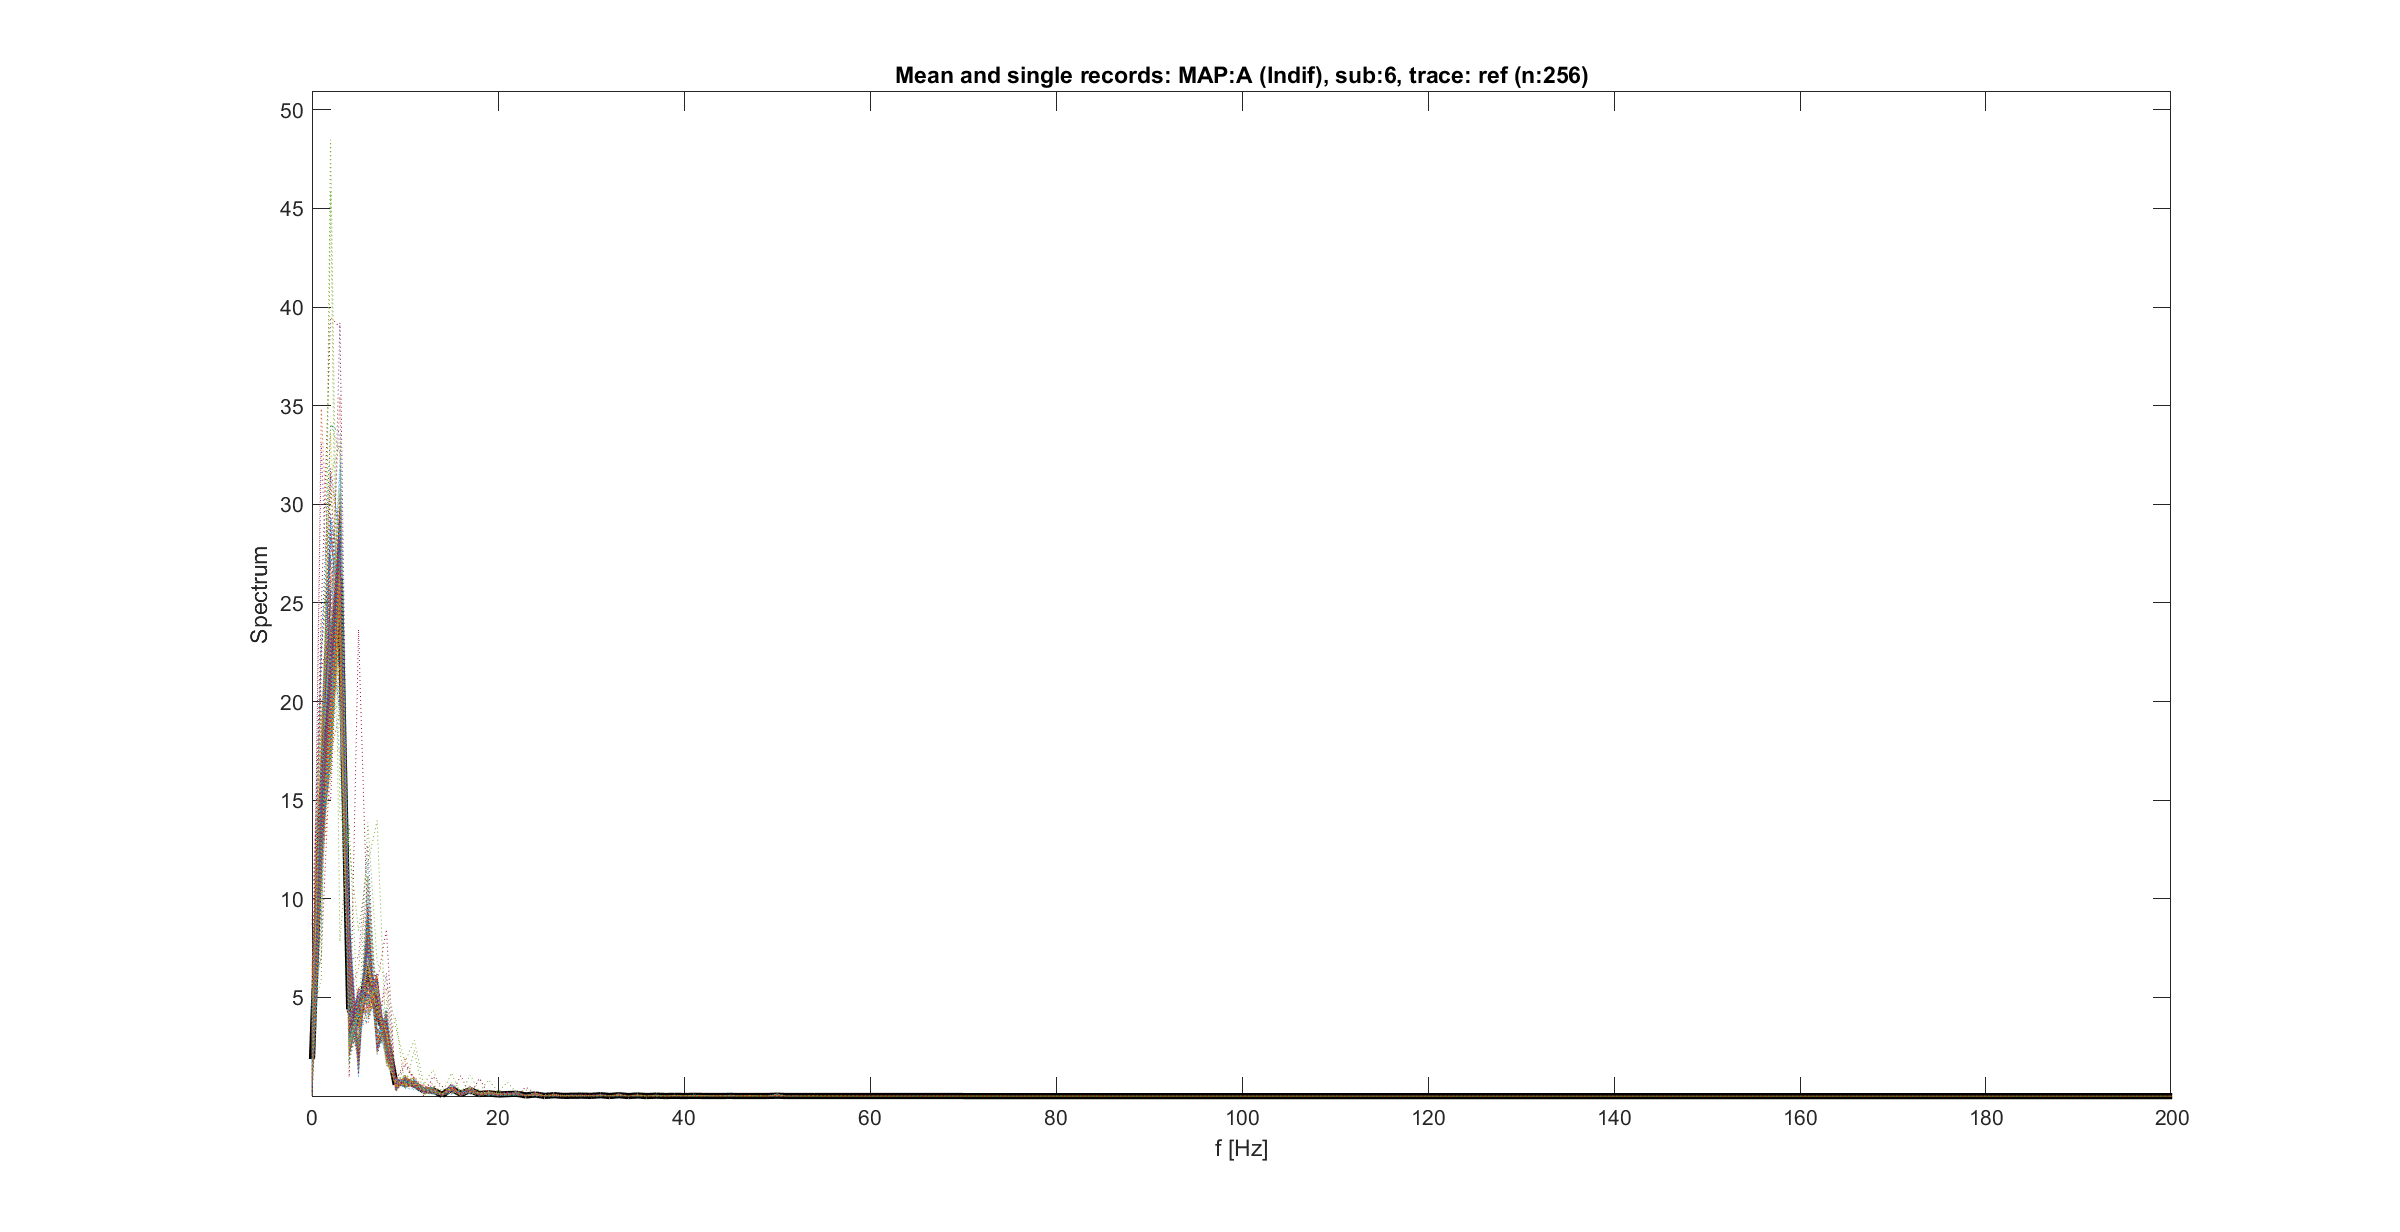 Mean and single records: MAP:A (Indif), sub:6, trace: ref (n:256)
50
45
40
35
30
25
20
15
10
5
Spectrum
0 20 40 60 80 100 120 140 160 180 200
f [Hz]